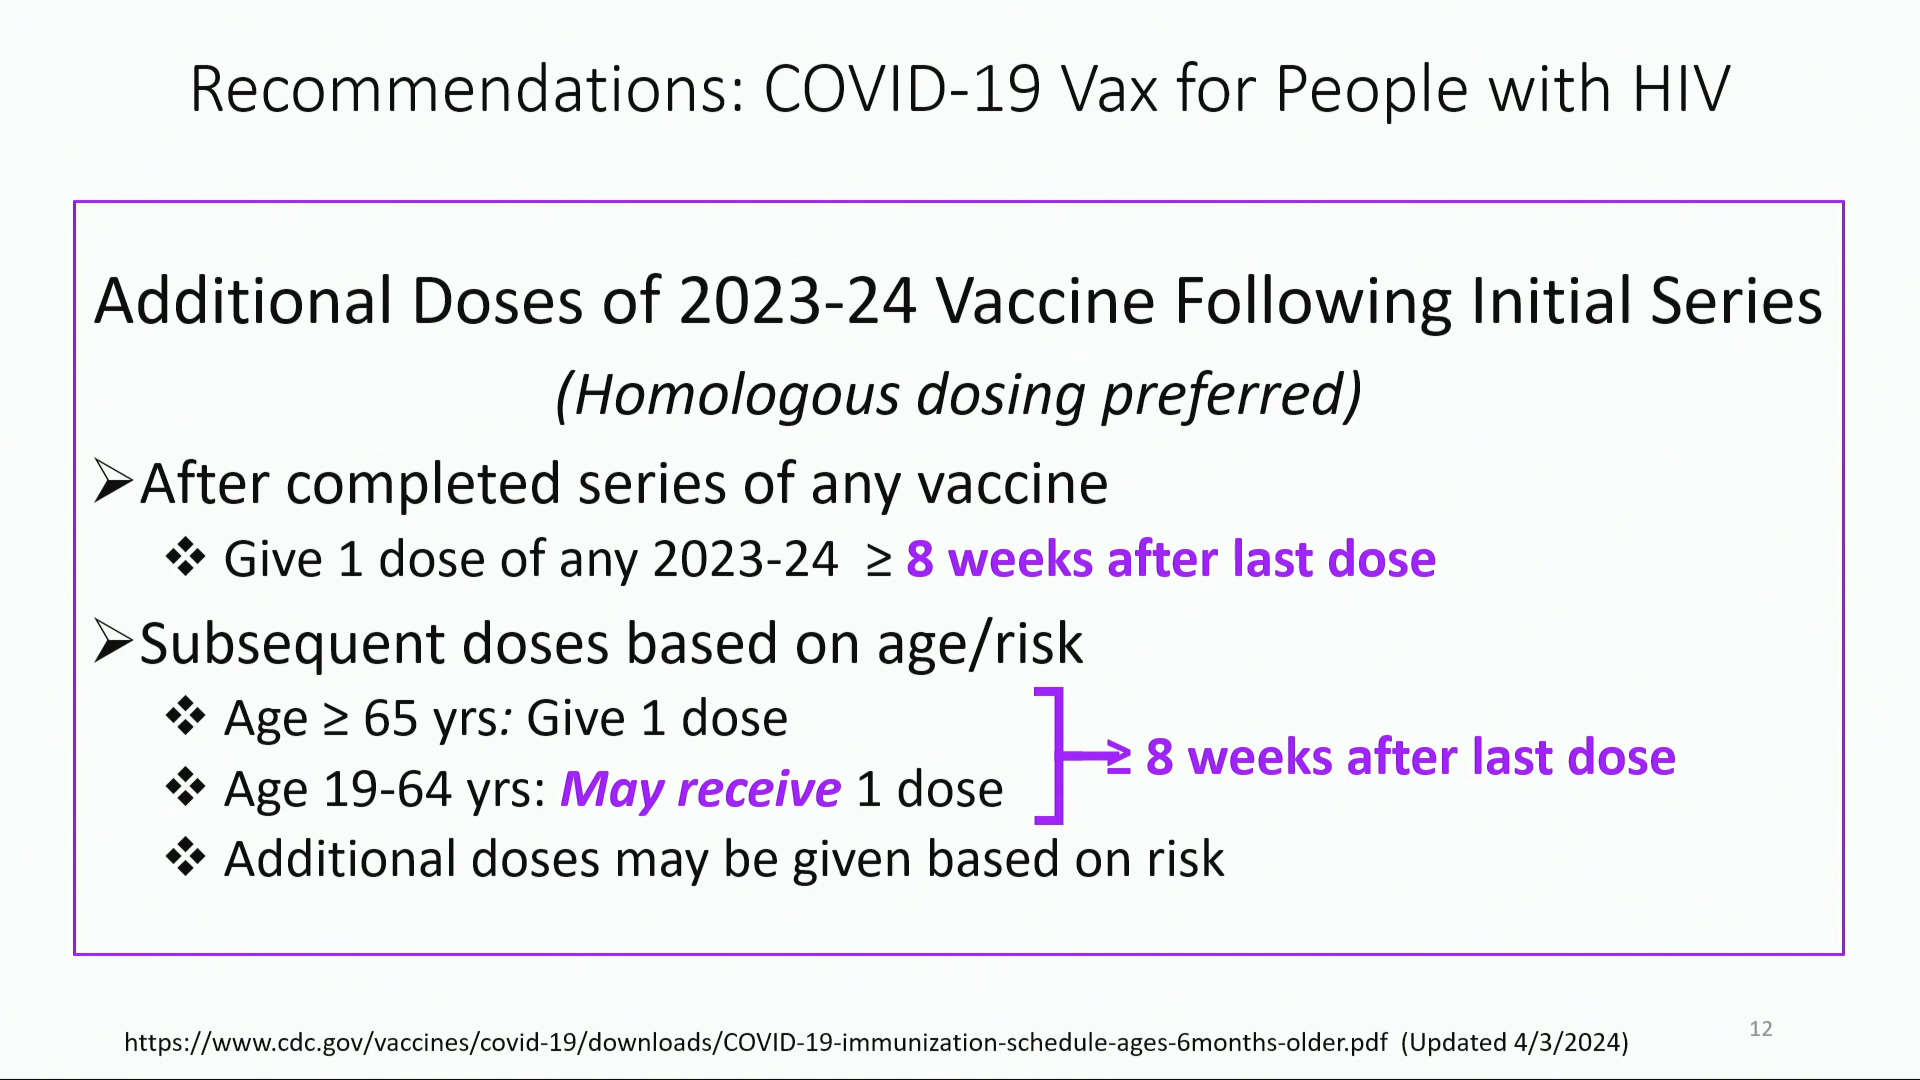 Recommendations: COVID-19 Vax for People with HIV
Additional Doses of 2023-24 Vaccine Following Initial Series
(Homologous dosing preferred)
➢After completed series of any vaccine
❖ Give 1 dose of any 2023-24 ≥ 8 weeks after last dose
➢Subsequent doses based on age/risk
❖ Age ≥ 65 yrs: Give 1 dose
❖ Age 19-64 yrs: May receive 1 dose
≥ 8 weeks after last dose
❖ Additional doses may be given based on risk
https://www.cdc.gov/vaccines/covid-19/downloads/COVID-19-immunization-schedule-ages-6months-older.pdf (Updated 4/3/2024)
12